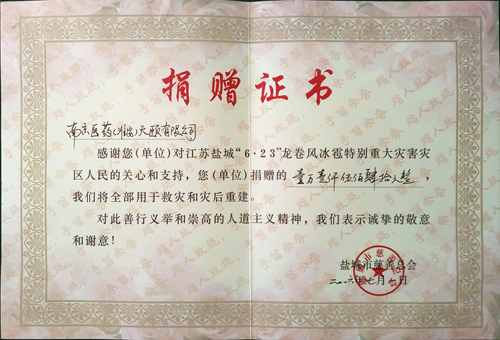 捐赠证书
南京医药(淮安)天颐有限公司
感谢您(单位)对江苏盐城“6·23”龙卷风冰雹特别重大灾害灾
区人民的关心和支持，您(单位)捐赠的 壹万壹仟伍佰肆拾元整 ，
我们将全部用于救灾和灾后重建。
对此善行义举和崇高的人道主义精神，我们表示诚挚的敬意
和谢意！
盐城市慈善总会
二〇一六年七月 日